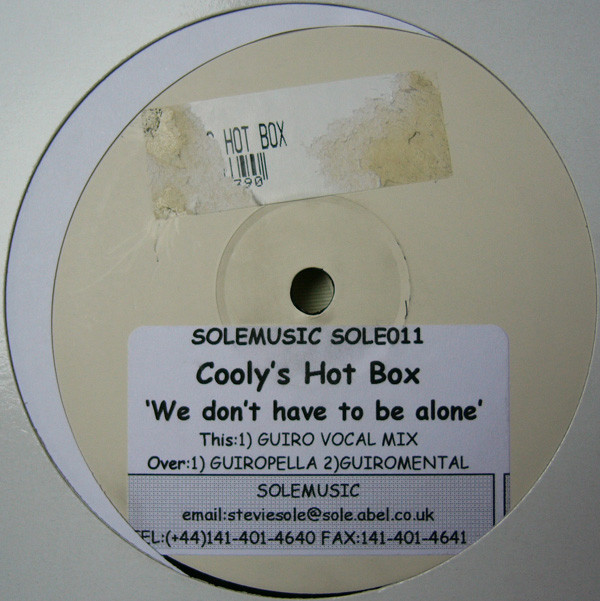 HOT BOX
390
SOLEMUSIC SOLE011
Cooly's Hot Box
'We don't have to be alone'
This:1) GUIRO VOCAL MIX
Over:1) GUIROPELLA 2)GUIROMENTAL
SOLEMUSIC
email:steviesole@sole.abel.co.uk
TEL:(+44)141-401-4640 FAX:141-401-4641